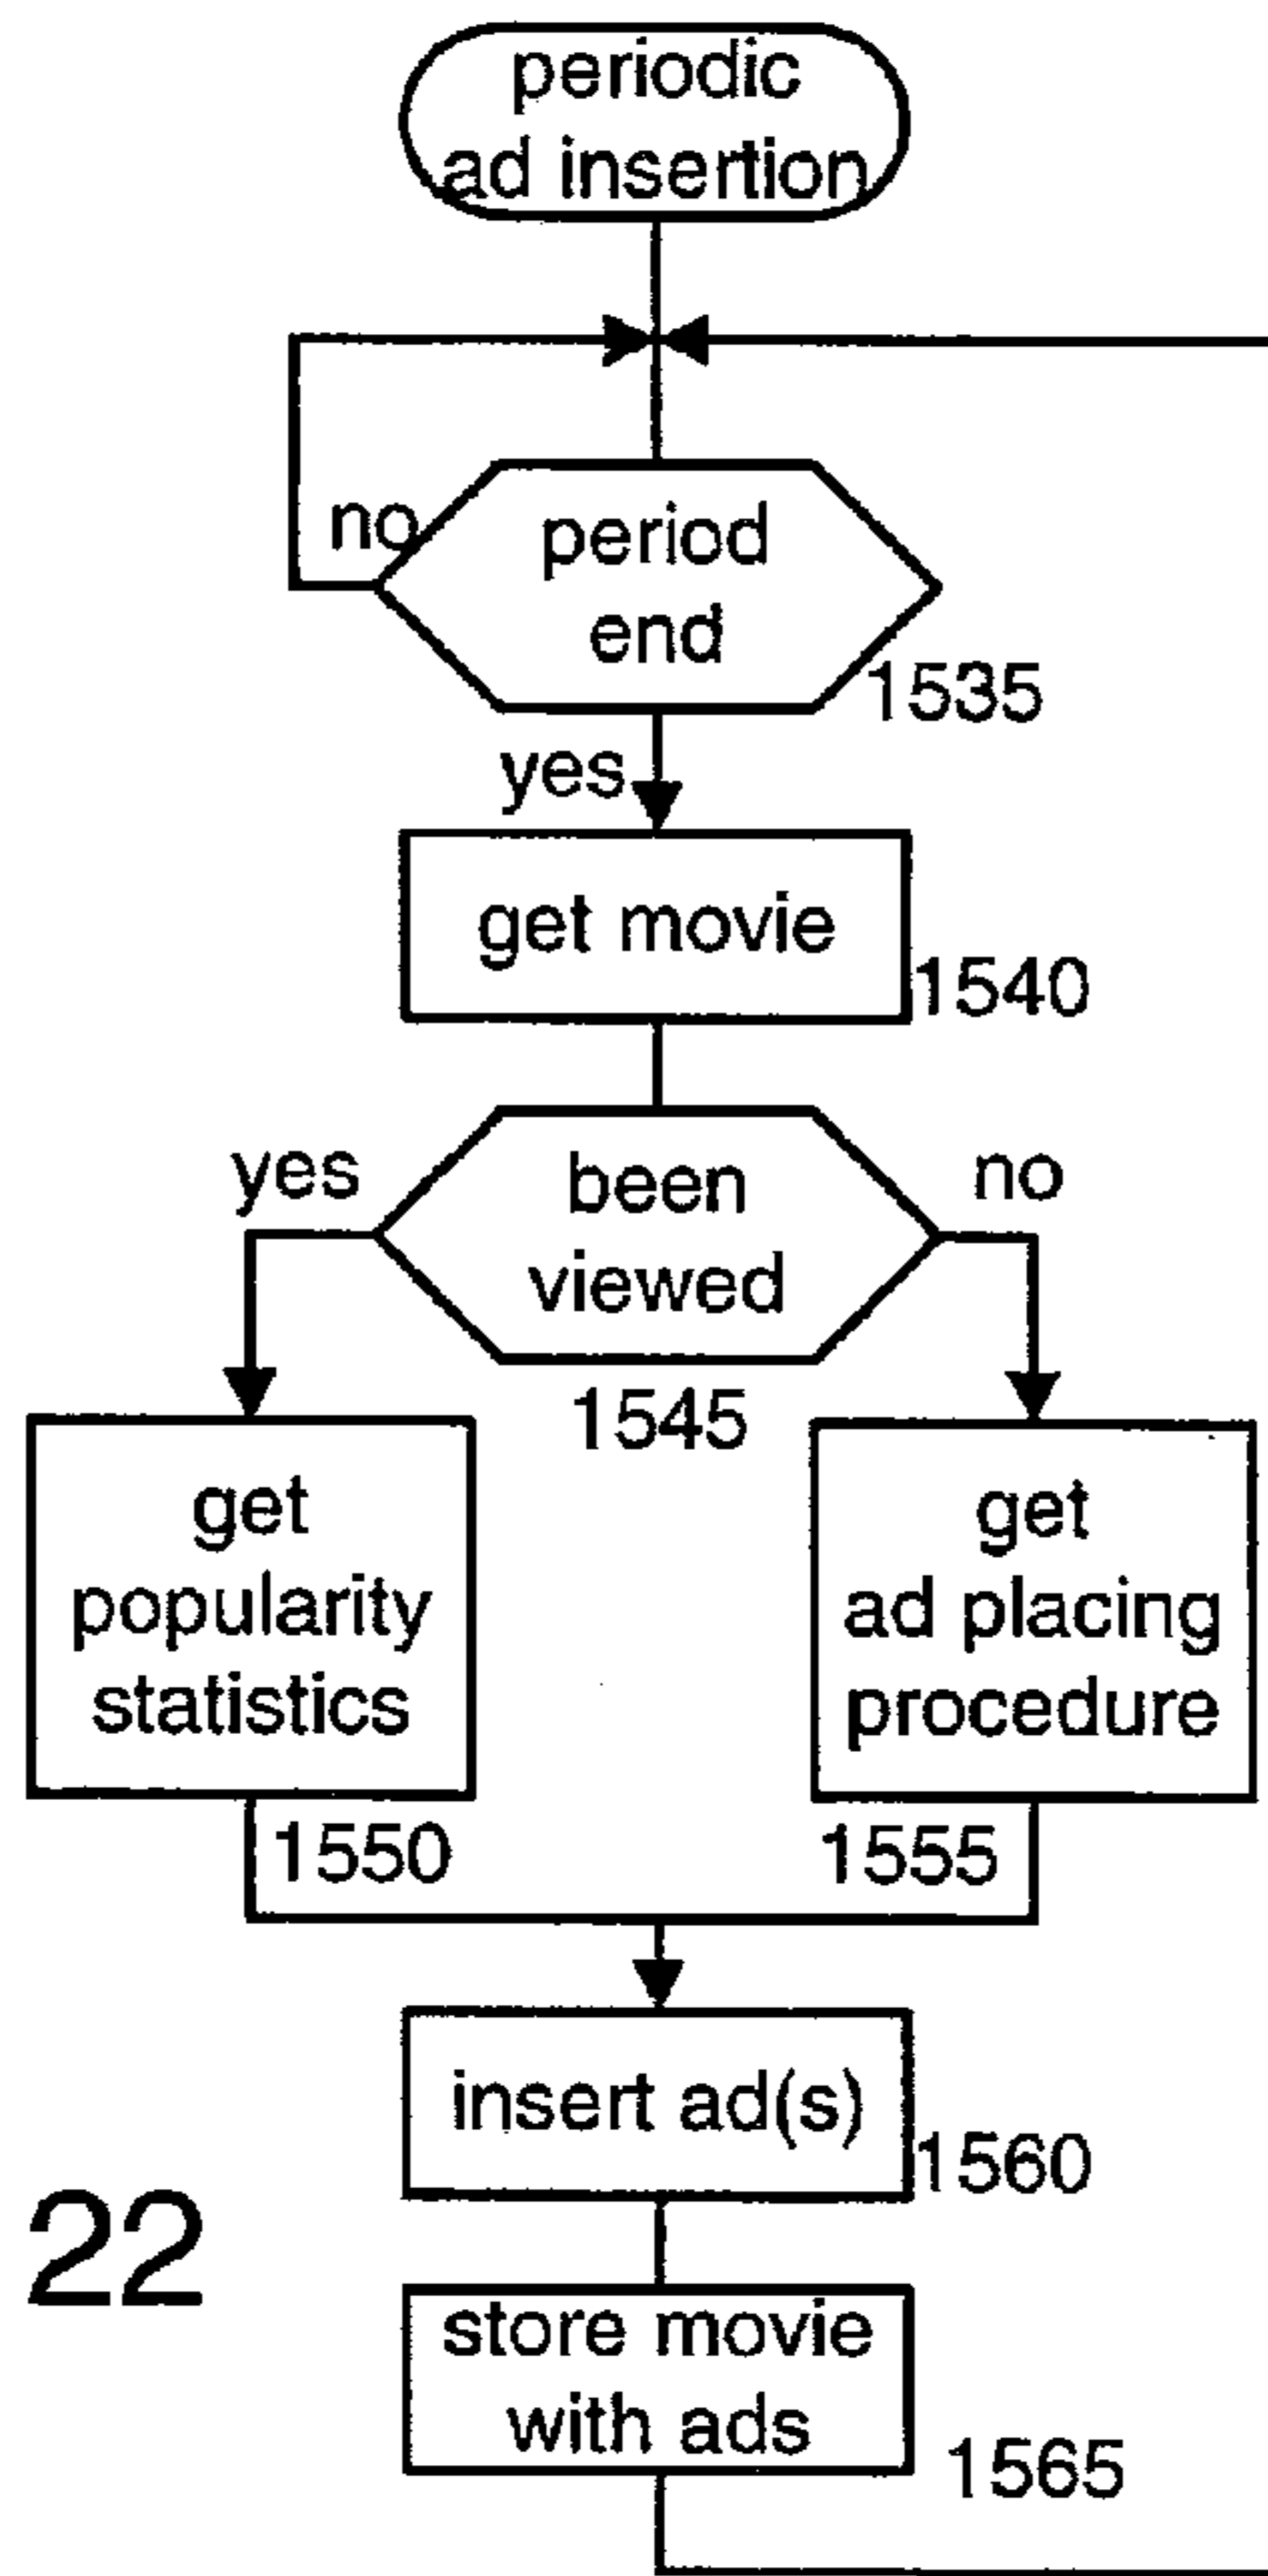 periodic
ad insertion
no
period
end
1535
yes
get movie
1540
yes
been
viewed
no
1545
get
popularity
statistics
1550
get
ad placing
procedure
1555
insert ad(s)
1560
22
store movie
with ads
1565